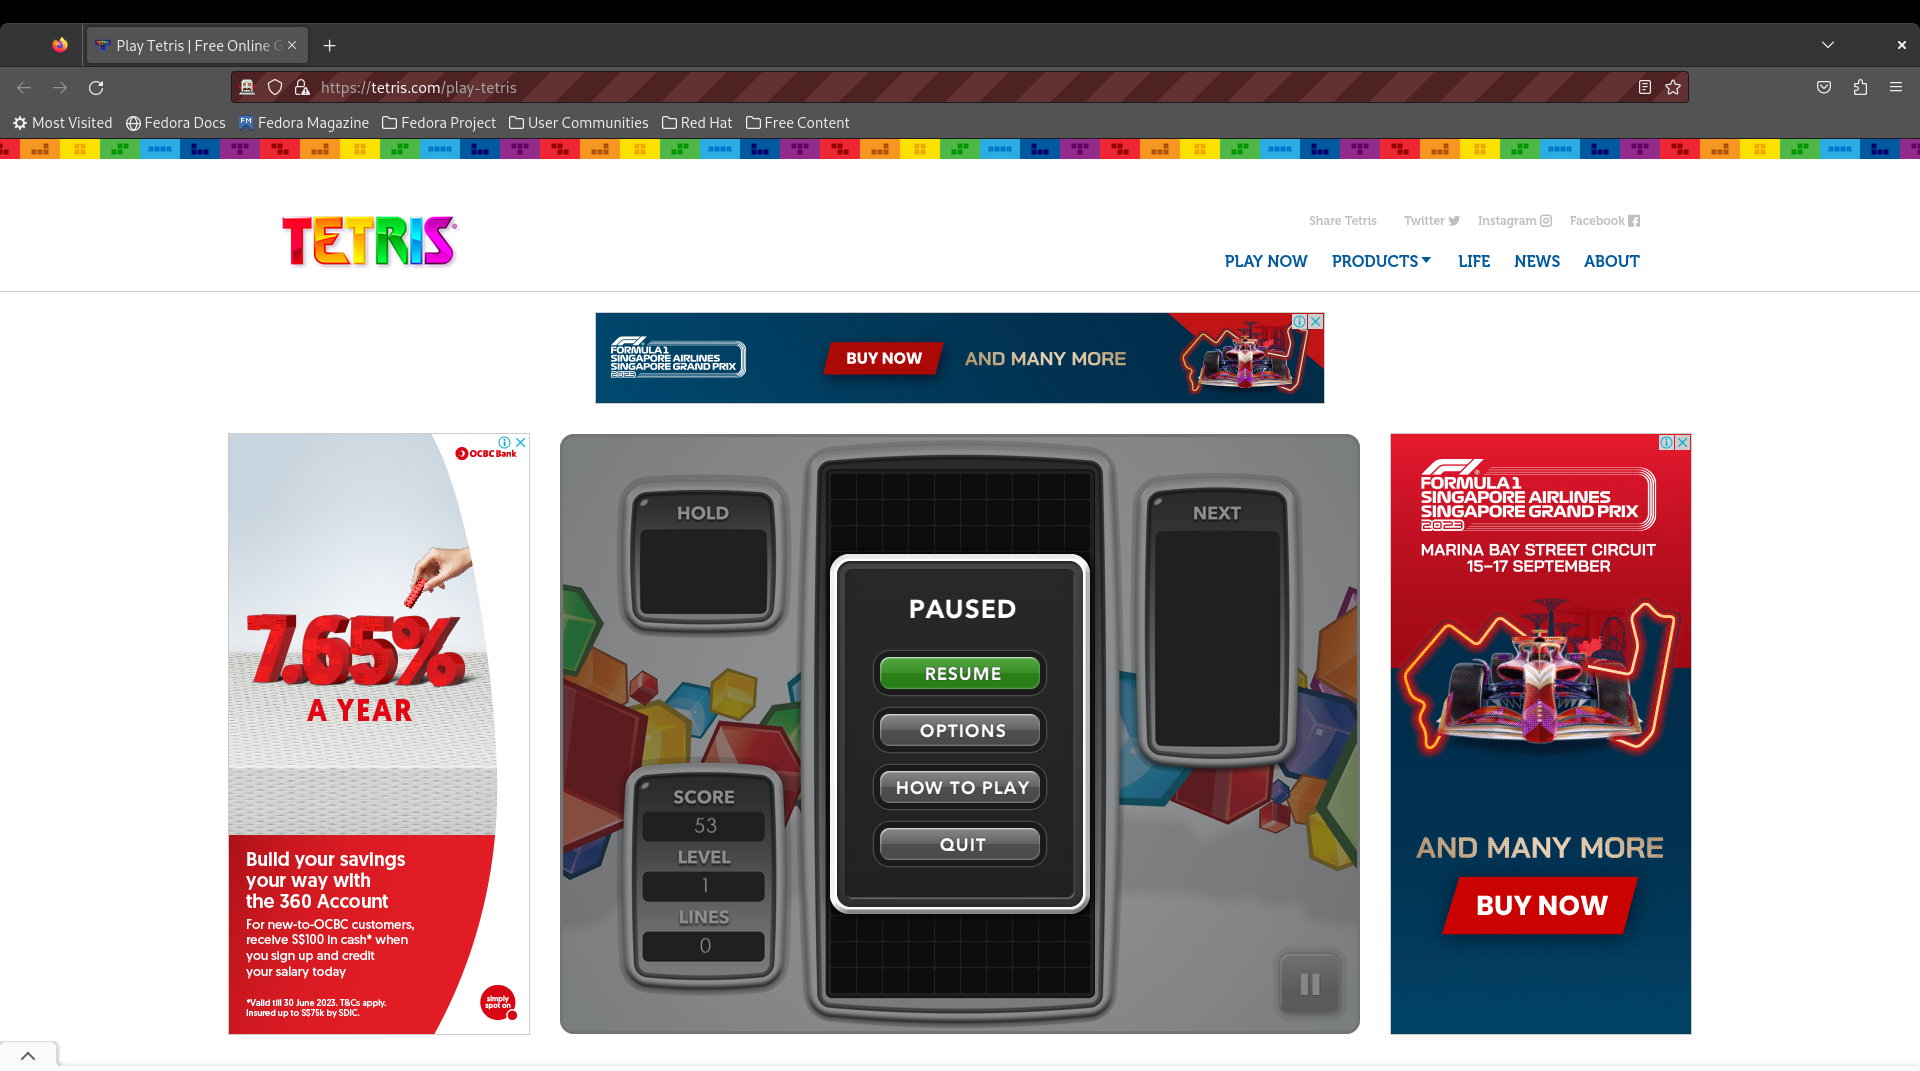 Play Tetris | Free Online G
https://tetris.com/play-tetris
Most Visited
Fedora Docs
Fedora Magazine
Fedora Project
User Communities
Red Hat
Free Content
TETRIS®
Share Tetris
Twitter
Instagram
Facebook
PLAY NOW
PRODUCTS
LIFE
NEWS
ABOUT
FORMULA 1
SINGAPORE AIRLINES
SINGAPORE GRAND PRIX
2023
BUY NOW
AND MANY MORE
OCBC Bank
7.65%
A YEAR
Build your savings
your way with
the 360 Account
For new-to-OCBC customers,
receive S$100 in cash* when
you sign up and credit
your salary today
*Valid till 30 June 2023. T&Cs apply.
Insured up to S$75k by SDIC.
simply
spot on
HOLD
SCORE
53
LEVEL
1
LINES
0
PAUSED
RESUME
OPTIONS
HOW TO PLAY
QUIT
NEXT
FORMULA 1
SINGAPORE AIRLINES
SINGAPORE GRAND PRIX
2023
MARINA BAY STREET CIRCUIT
15–17 SEPTEMBER
AND MANY MORE
BUY NOW